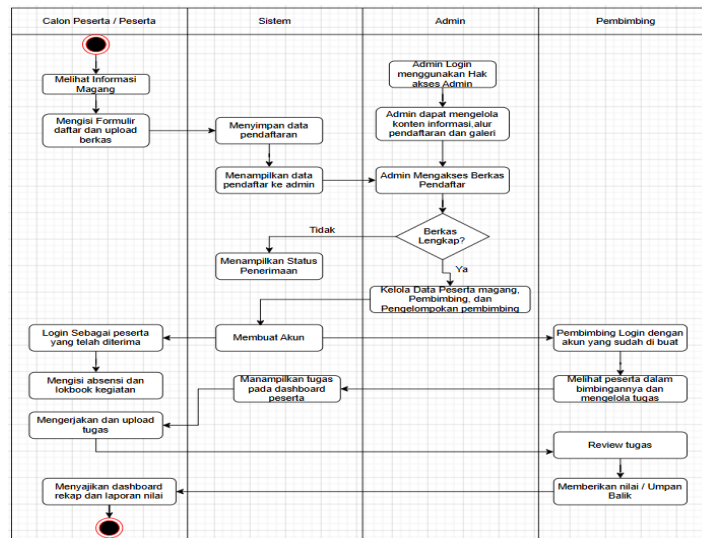 Calon Peserta / Peserta
Sistem
Admin
Pembimbing
Melihat Informasi
Magang
Admin Login
menggunakan Hak
akses Admin
Mengisi Formulir
daftar dan upload
berkas
Menyimpan data
pendaftaran
Admin dapat mengelola
konten informasi,alur
pendaftaran dan galeri
Menampilkan data
pendaftar ke admin
Admin Mengakses Berkas
Pendaftar
Tidak
Berkas
Lengkap?
Menampilkan Status
Penerimaan
Ya
Kelola Data Peserta magang,
Pembimbing, dan
Pengelompokan pembimbing
Login Sebagai peserta
yang telah diterima
Membuat Akun
Pembimbing Login dengan
akun yang sudah di buat
Mengisi absensi dan
lokbook kegiatan
Manampilkan tugas
pada dashboard
peserta
Melihat peserta dalam
bimbingannya dan
mengelola tugas
Mengerjakan dan upload
tugas
Review tugas
Menyajikan dashboard
rekap dan laporan nilai
Memberikan nilai / Umpan
Balik